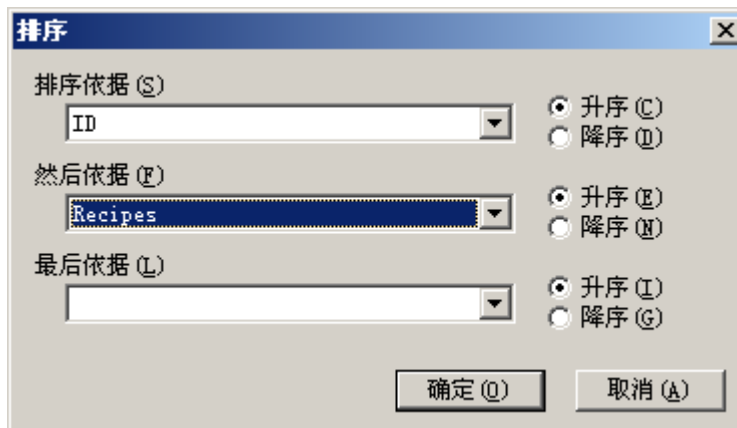 排序
排序依据(S)
ID
升序(C)
降序(D)
然后依据(F)
Recipes
升序(E)
降序(N)
最后依据(L)
升序(I)
降序(G)
确定(O)
取消(A)